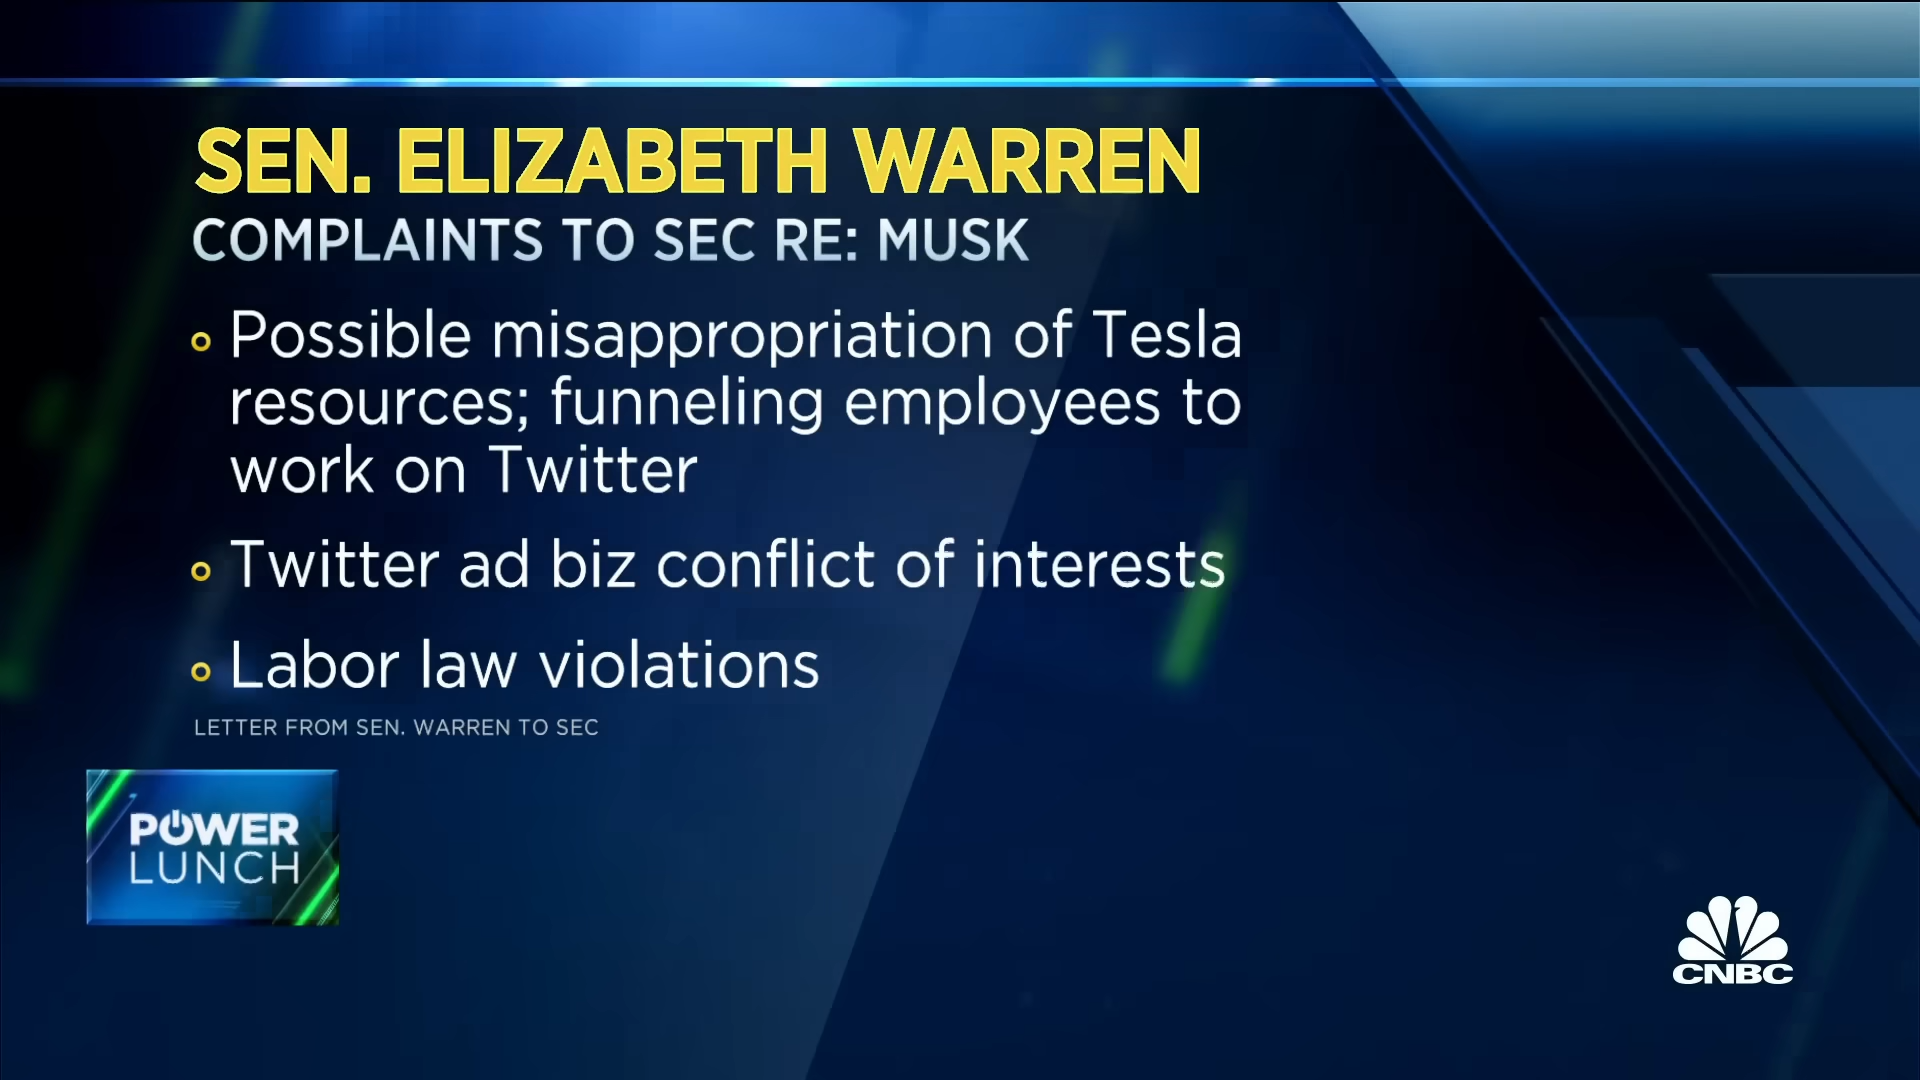 SEN. ELIZABETH WARREN
COMPLAINTS TO SEC RE: MUSK
Possible misappropriation of Tesla
resources; funneling employees to
work on Twitter
Twitter ad biz conflict of interests
Labor law violations
LETTER FROM SEN. WARREN TO SEC
POWER
LUNCH
CNBC